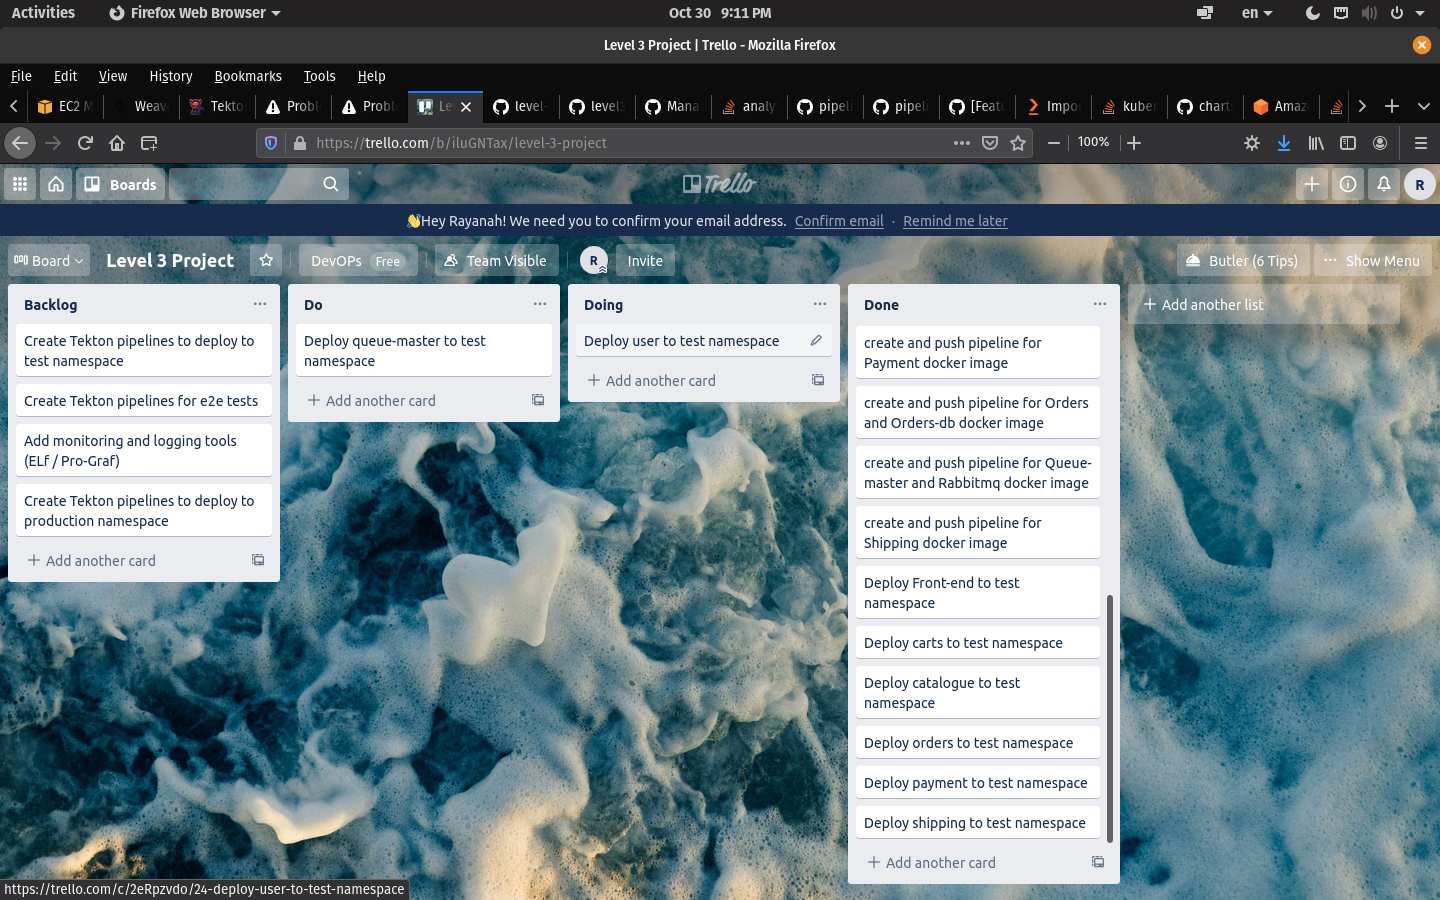 Activities
Firefox Web Browser
Oct 30 9:11 PM
en
Level 3 Project | Trello - Mozilla Firefox
File Edit View History Bookmarks Tools Help
EC2 M
Weav
Tekto
Probl
Probl
Le
level-
level
Mana
analy
pipeli
pipeli
[Feat
Impo
kuber
chart
Amaz
https://trello.com/b/iluGNTax/level-3-project
100%
Boards
Trello
R
👋Hey Rayanah! We need you to confirm your email address. Confirm email · Remind me later
Board
Level 3 Project
DevOPs Free
Team Visible
R
Invite
Butler (6 Tips)
Show Menu
Backlog
Create Tekton pipelines to deploy to
test namespace
Create Tekton pipelines for e2e tests
Add monitoring and logging tools
(ELf / Pro-Graf)
Create Tekton pipelines to deploy to
production namespace
Add another card
Do
Deploy queue-master to test
namespace
Add another card
Doing
Deploy user to test namespace
Add another card
Done
create and push pipeline for
Payment docker image
create and push pipeline for Orders
and Orders-db docker image
create and push pipeline for Queue-
master and Rabbitmq docker image
create and push pipeline for
Shipping docker image
Deploy Front-end to test
namespace
Deploy carts to test namespace
Deploy catalogue to test
namespace
Deploy orders to test namespace
Deploy payment to test namespace
Deploy shipping to test namespace
Add another card
Add another list
https://trello.com/c/2eRpzvdo/24-deploy-user-to-test-namespace